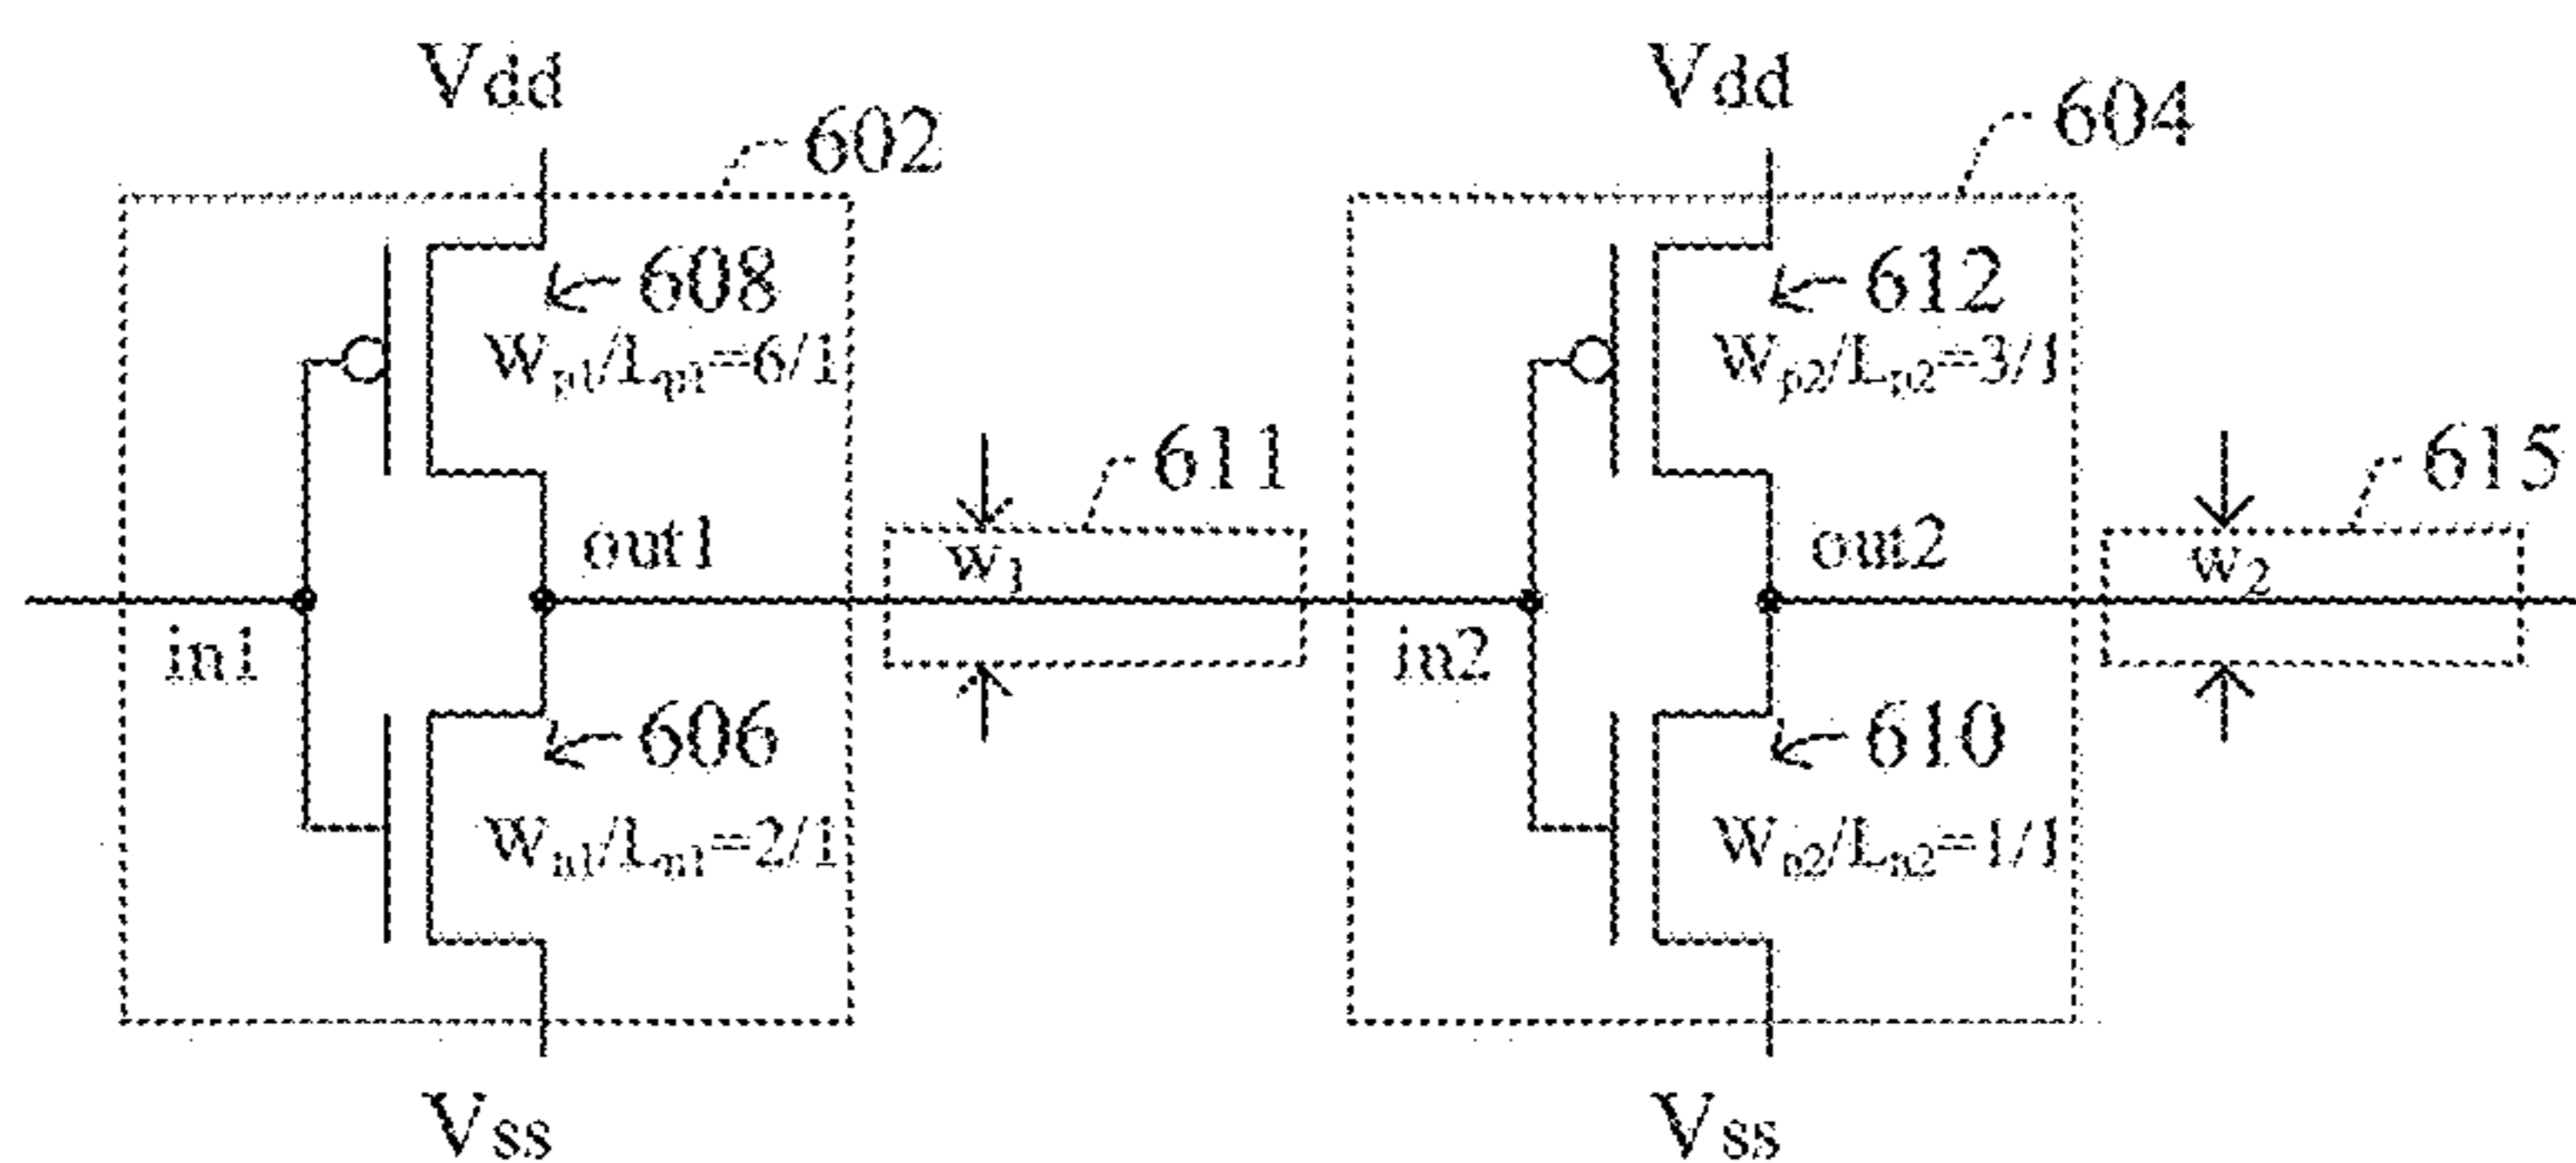 Vdd
602
608
Wp1/Lp1=6/1
out1
in1
606
Wn1/Ln1=2/1
Vss
611
w1
Vdd
604
612
Wp2/Lp2=3/1
out2
in2
610
Wn2/Ln2=1/1
Vss
615
w2